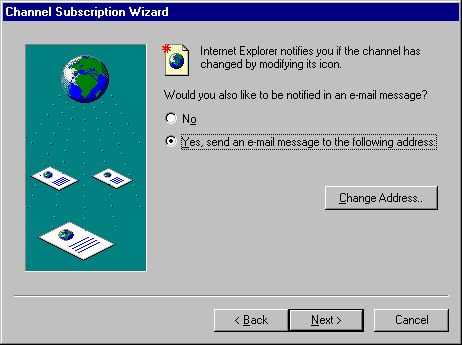 Channel Subscription Wizard
Internet Explorer notifies you if the channel has
changed by modifying its icon.
Would you also like to be notified in an e-mail message?
No
Yes, send an e-mail message to the following address:
Change Address..
< Back
Next >
Cancel